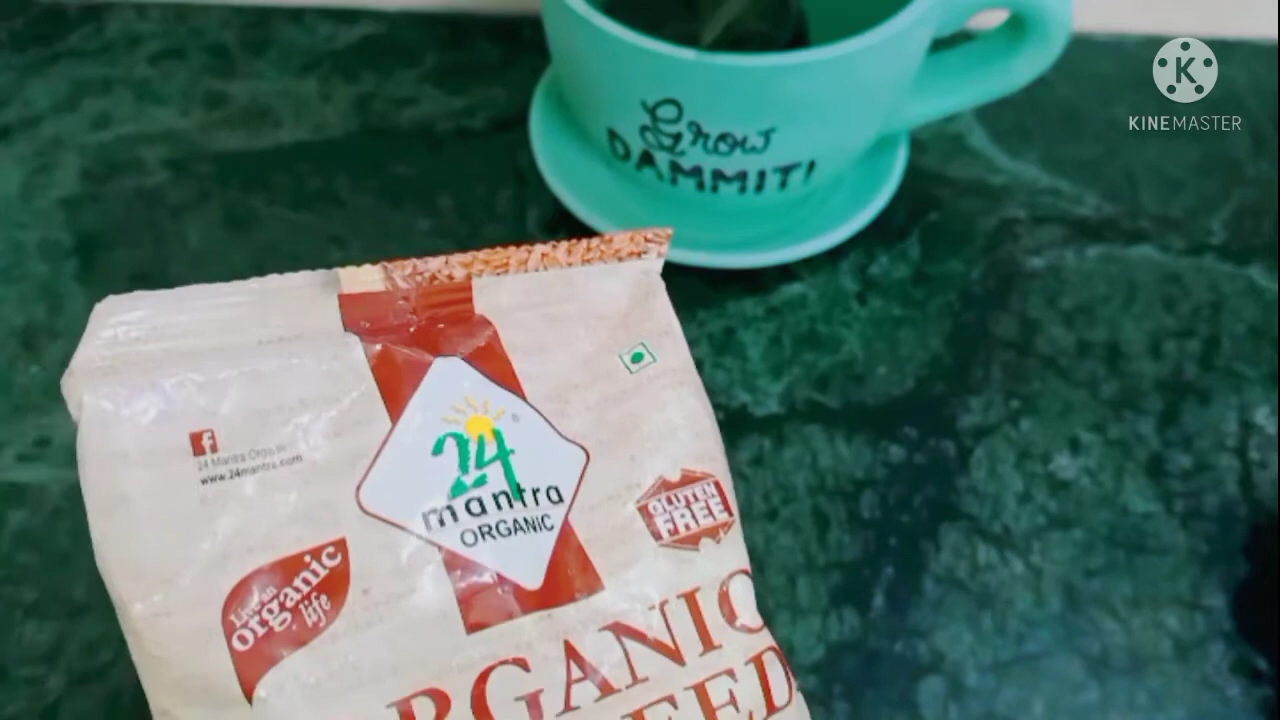 K
KINEMASTER
Grow
DAMMIT!
24 Mantra Organic
www.24mantra.com
24
mantra
ORGANIC
®
GLUTEN
FREE
Live an
organic
life
RGANIC
EED